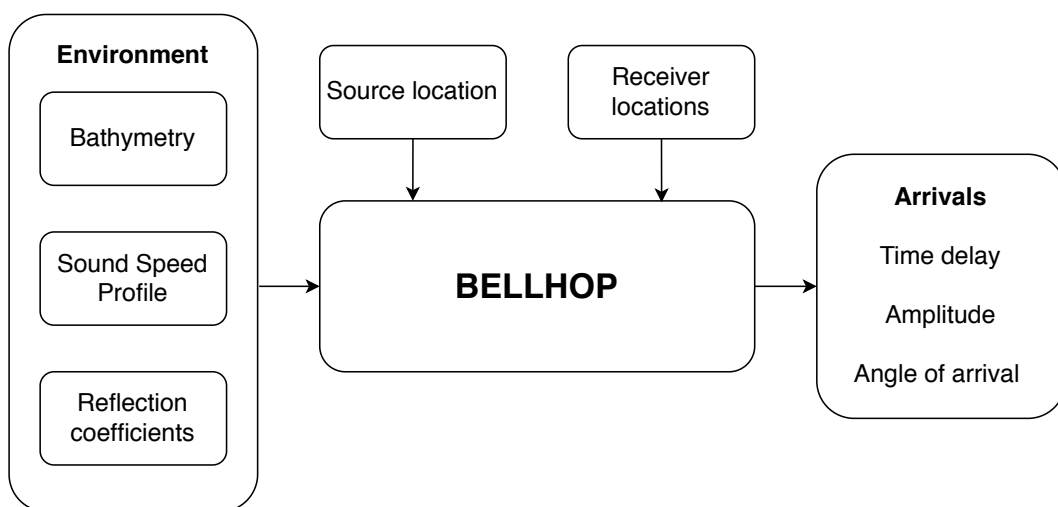 Environment
Bathymetry
Sound Speed
Profile
Reflection
coefficients
Source location
Receiver
locations
BELLHOP
Arrivals
Time delay
Amplitude
Angle of arrival